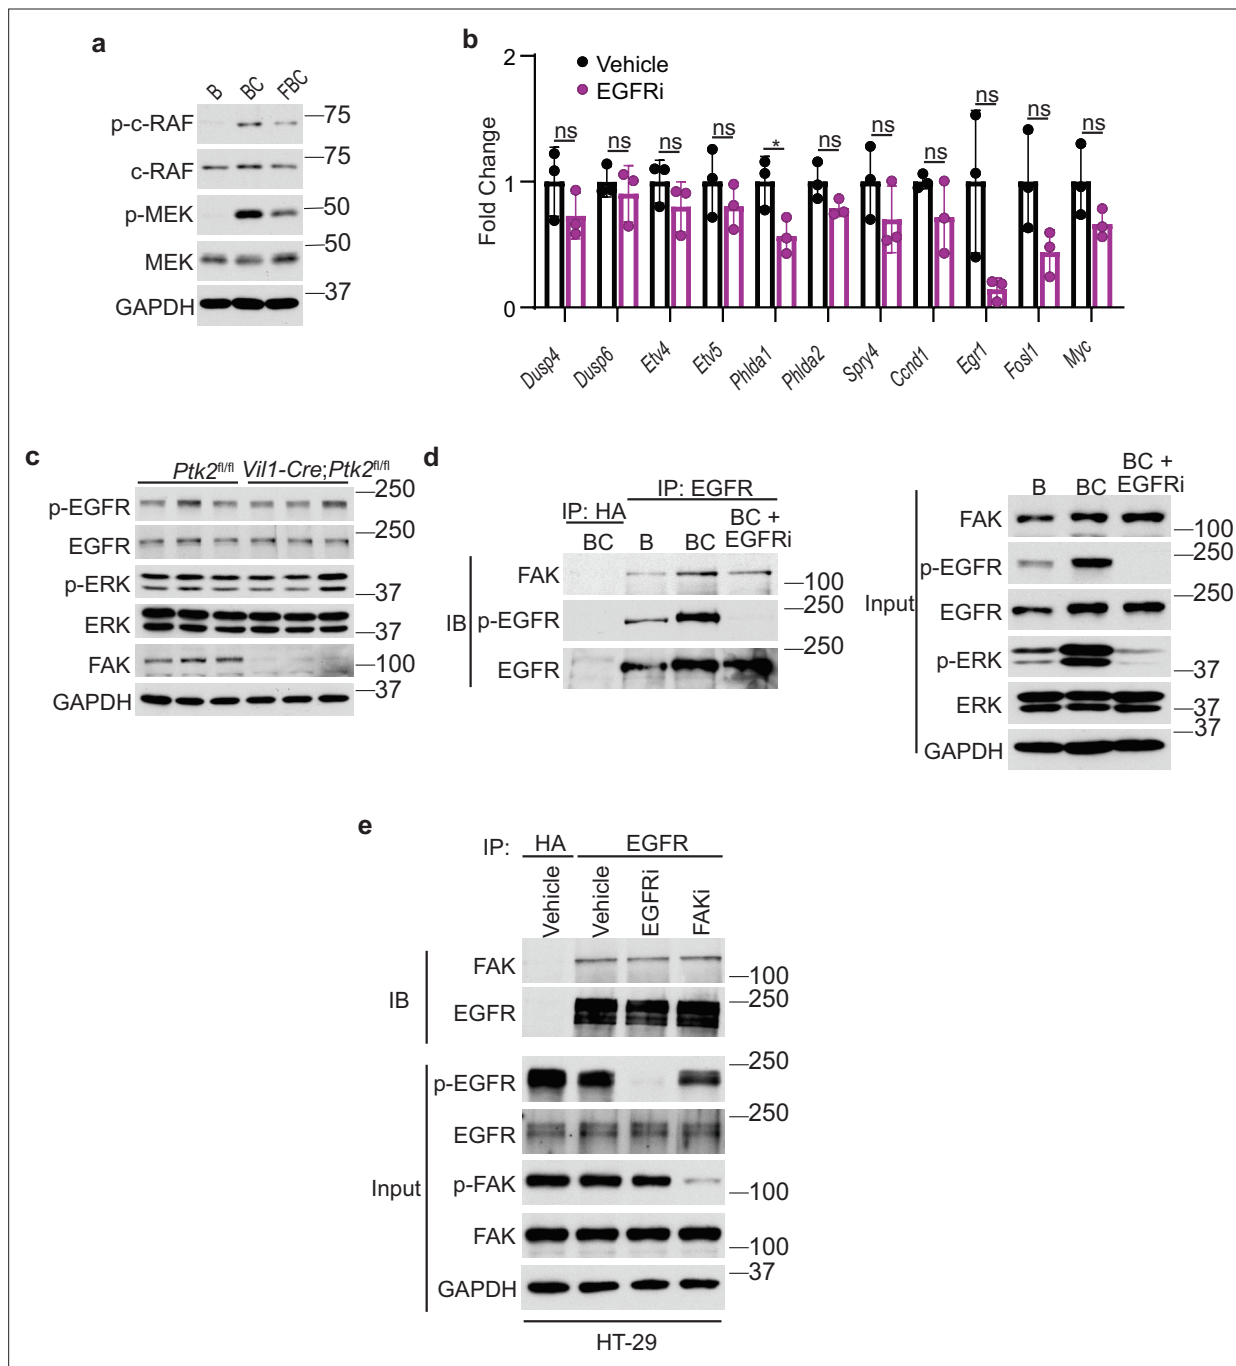 a
B BC FBC
p-c-RAF
—75
c-RAF
—75
p-MEK
—50
MEK
—50
GAPDH
—37
b
Vehicle
EGFRi
Fold Change
2
1
0
ns ns ns ns * ns ns ns ns ns ns
Dusp4 Dusp6 Etv4 Etv5 Phlda1 Phlda2 Spry4 Ccnd1 Egr1 Fosl1 Myc
c
Ptk2fl/fl Vil1-Cre;Ptk2fl/fl
p-EGFR
—250
EGFR
—250
p-ERK
—37
ERK
—37
FAK
—100
GAPDH
—37
d
IP: HA
IP: EGFR
BC B BC BC + EGFRi
IB
FAK
—100
p-EGFR
—250
EGFR
—250
B BC BC + EGFRi
Input
FAK
—100
p-EGFR
—250
EGFR
—250
p-ERK
—37
ERK
—37
GAPDH
—37
e
IP: HA EGFR
Vehicle Vehicle EGFRi FAKi
IB
FAK
—100
EGFR
—250
Input
p-EGFR
—250
EGFR
—250
p-FAK
—100
FAK
—100
GAPDH
—37
HT-29